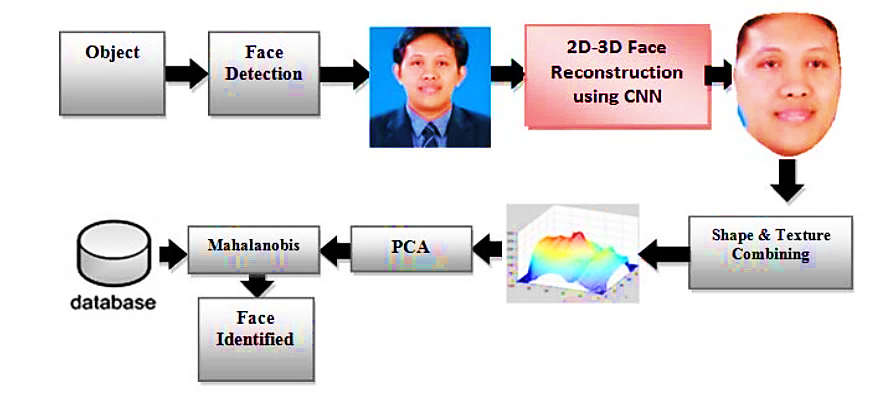 Object
Face
Detection
2D-3D Face
Reconstruction
using CNN
Shape & Texture
Combining
PCA
Mahalanobis
database
Face
Identified